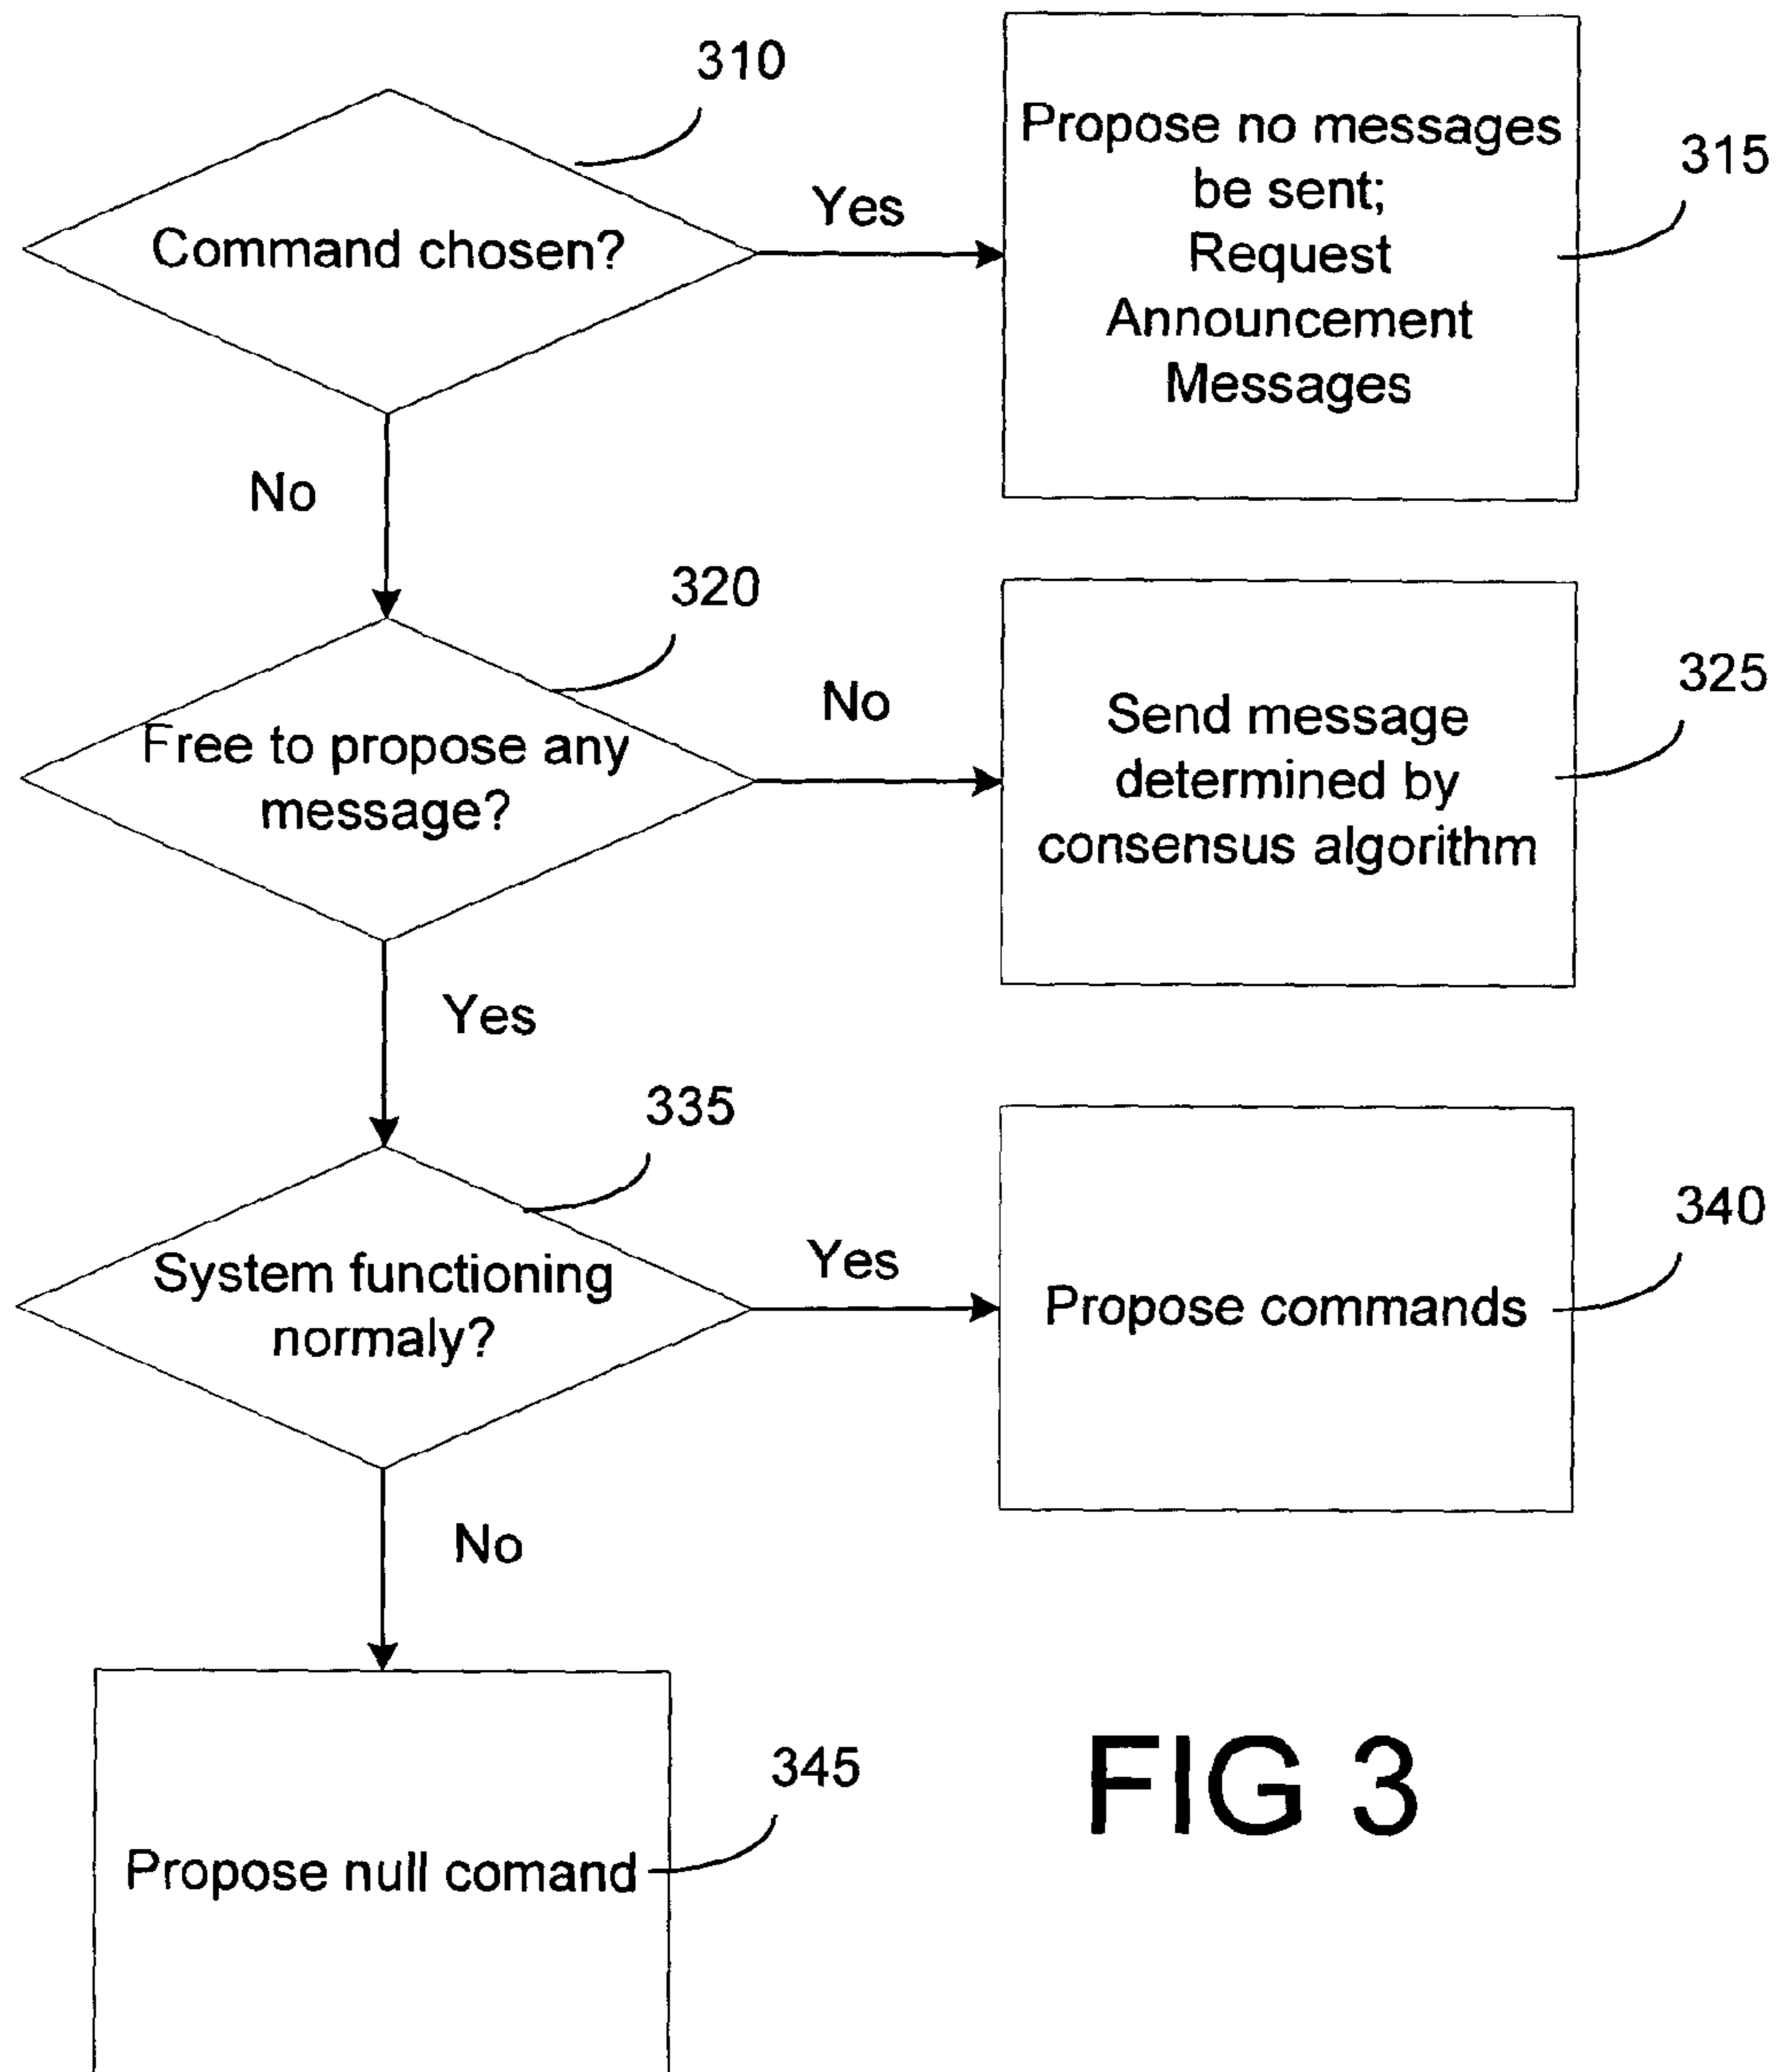 310
Command chosen?
Yes
Propose no messages
be sent;
Request
Announcement
Messages
315
No
320
Free to propose any
message?
No
Send message
determined by
consensus algorithm
325
Yes
335
System functioning
normaly?
Yes
Propose commands
340
No
345
Propose null comand
FIG 3